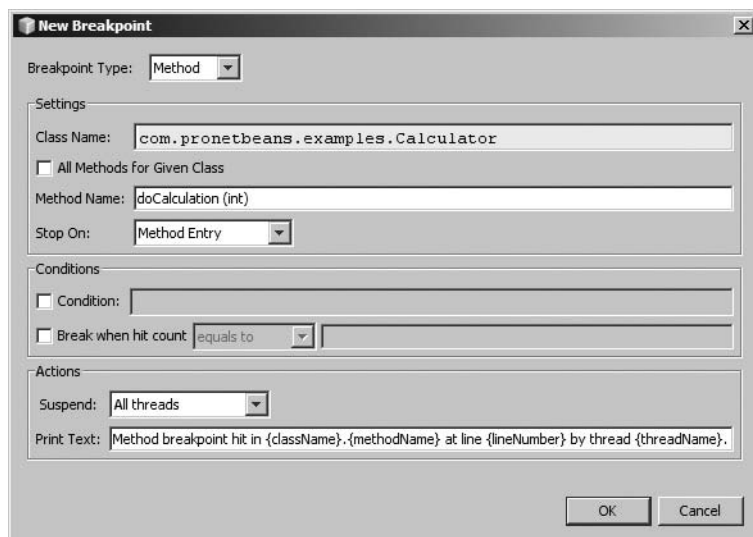 New Breakpoint
Breakpoint Type: Method
Settings
Class Name: com.pronetbeans.examples.Calculator
All Methods for Given Class
Method Name: doCalculation (int)
Stop On: Method Entry
Conditions
Condition:
Break when hit count equals to
Actions
Suspend: All threads
Print Text: Method breakpoint hit in {className}.{methodName} at line {lineNumber} by thread {threadName}.
OK Cancel